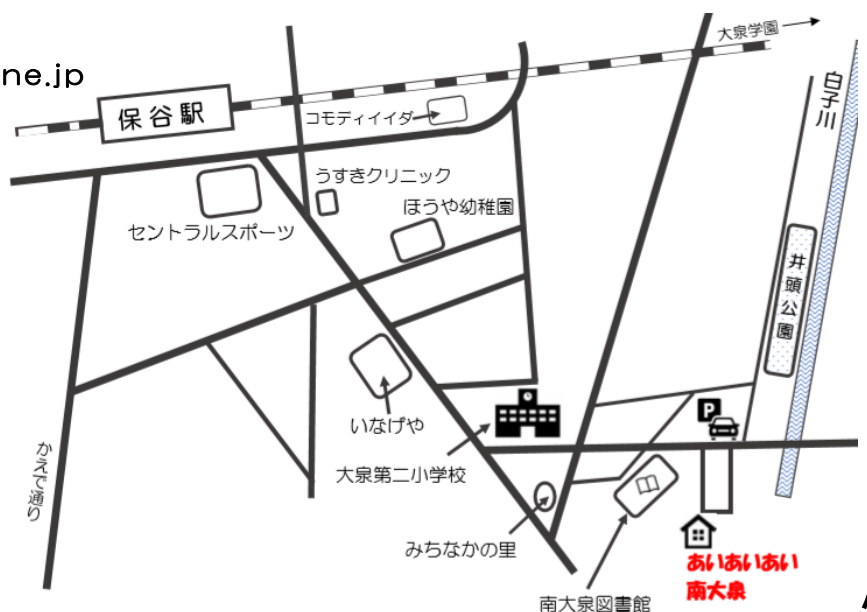 大泉学園
ne.jp
保谷駅
白子川
コモディイイダ
うすきクリニック
ほうや幼稚園
セントラルスポーツ
井頭公園
P
いなげや
かえで通り
大泉第二小学校
みちなかの里
あいあいあい
南大泉
南大泉図書館